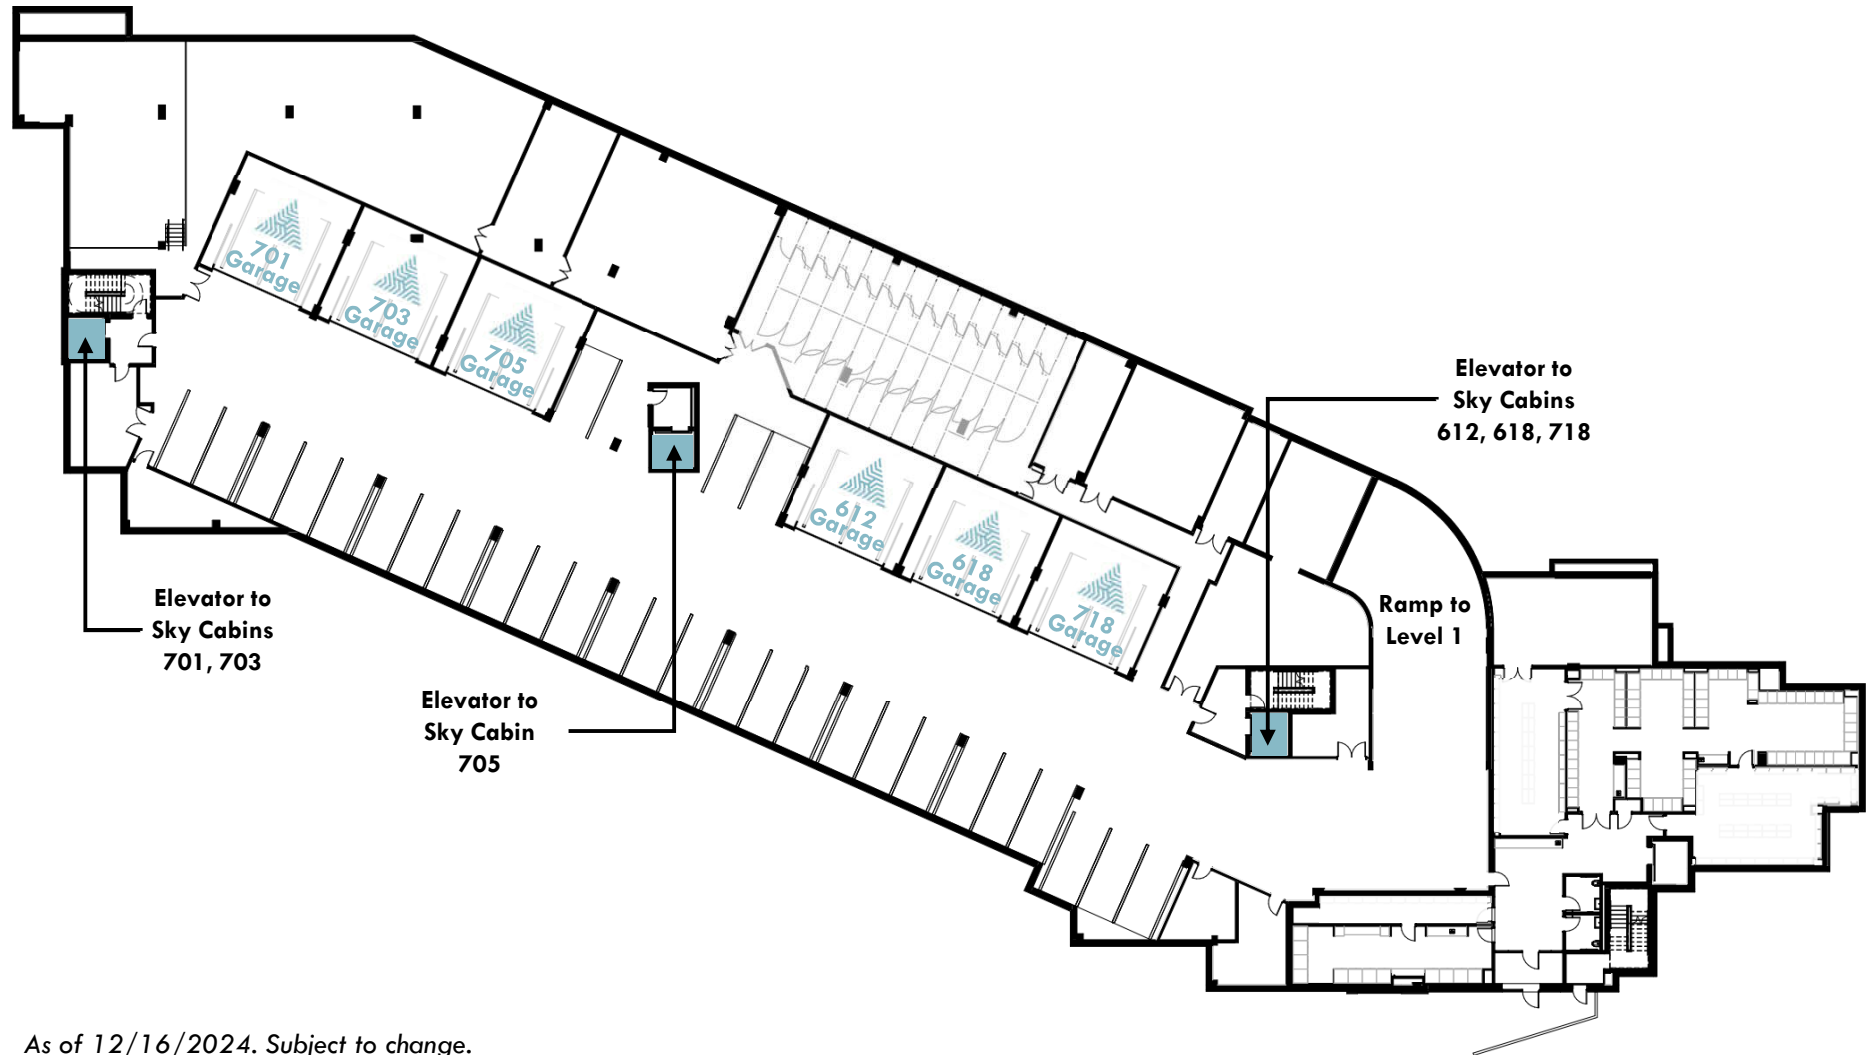 701
Garage
703
Garage
705
Garage
612
Garage
618
Garage
718
Garage
Elevator to
Sky Cabins
612, 618, 718
Ramp to
Level 1
Elevator to
Sky Cabins
701, 703
Elevator to
Sky Cabin
705
As of 12/16/2024. Subject to change.